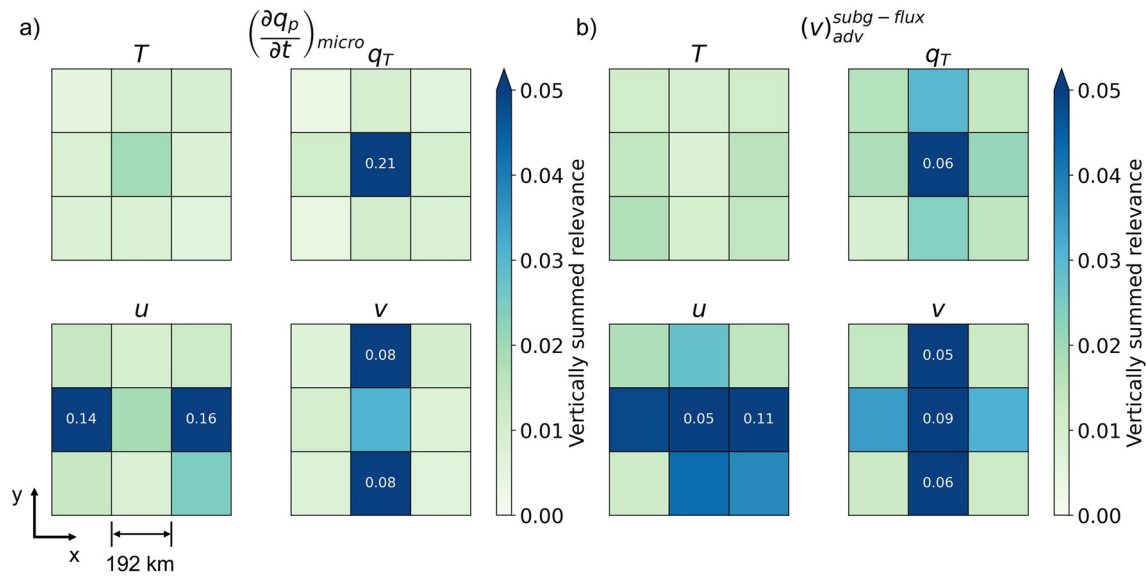 a)
(∂q_p/∂t)_micro
b)
(v)_adv^subg−flux
T
q_T
T
q_T
0.21
0.06
0.05
0.04
0.03
0.02
0.01
0.00
Vertically summed relevance
0.05
0.04
0.03
0.02
0.01
0.00
Vertically summed relevance
u
v
u
v
0.08
0.05
0.14
0.16
0.05
0.11
0.09
0.08
0.06
y
x
192 km